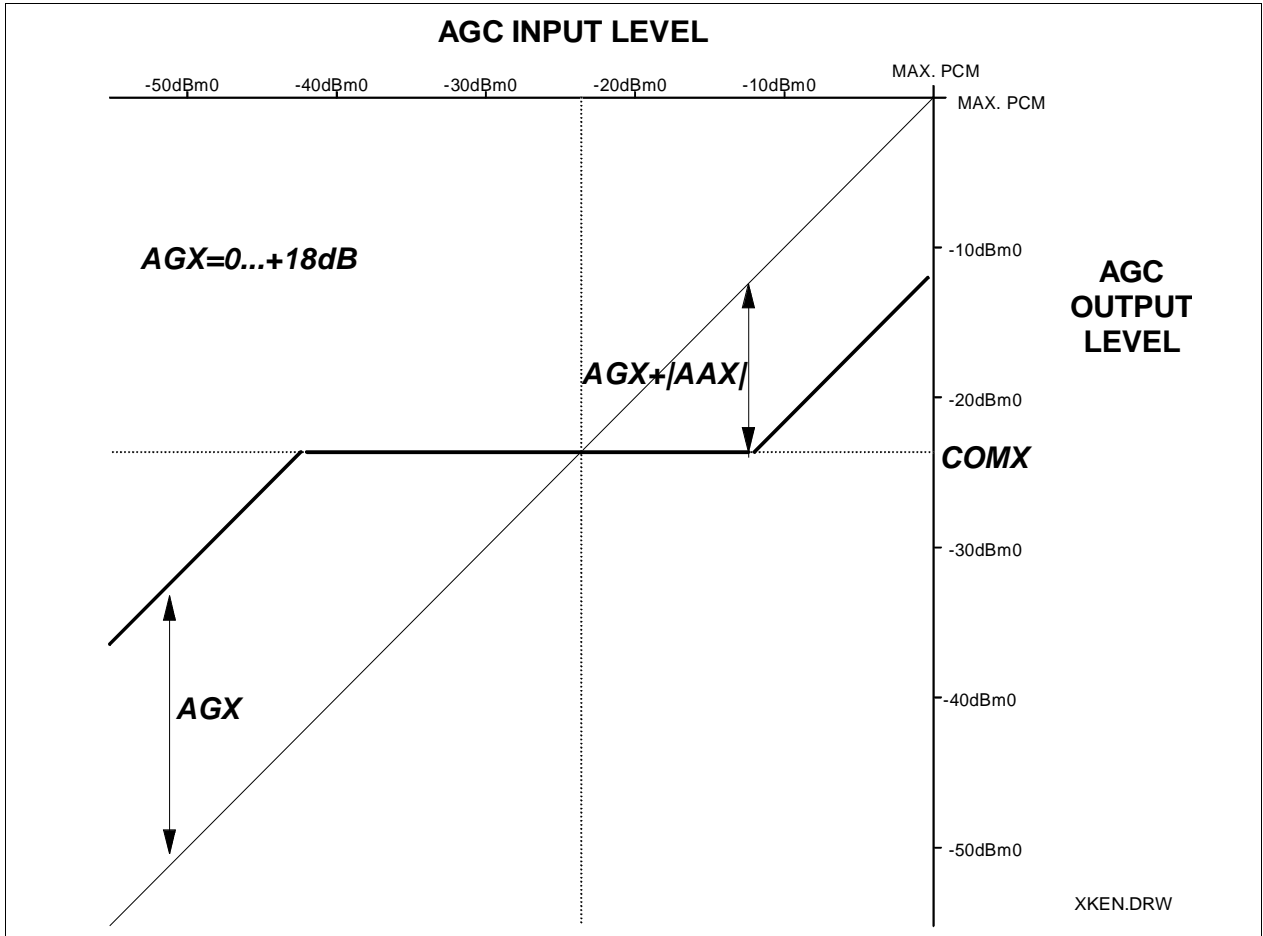 AGC INPUT LEVEL
MAX. PCM
-50dBm0 -40dBm0 -30dBm0 -20dBm0 -10dBm0
MAX. PCM
AGX=0...+18dB
-10dBm0
AGC
OUTPUT
LEVEL
AGX+|AAX|
-20dBm0
COMX
-30dBm0
AGX
-40dBm0
-50dBm0
XKEN.DRW